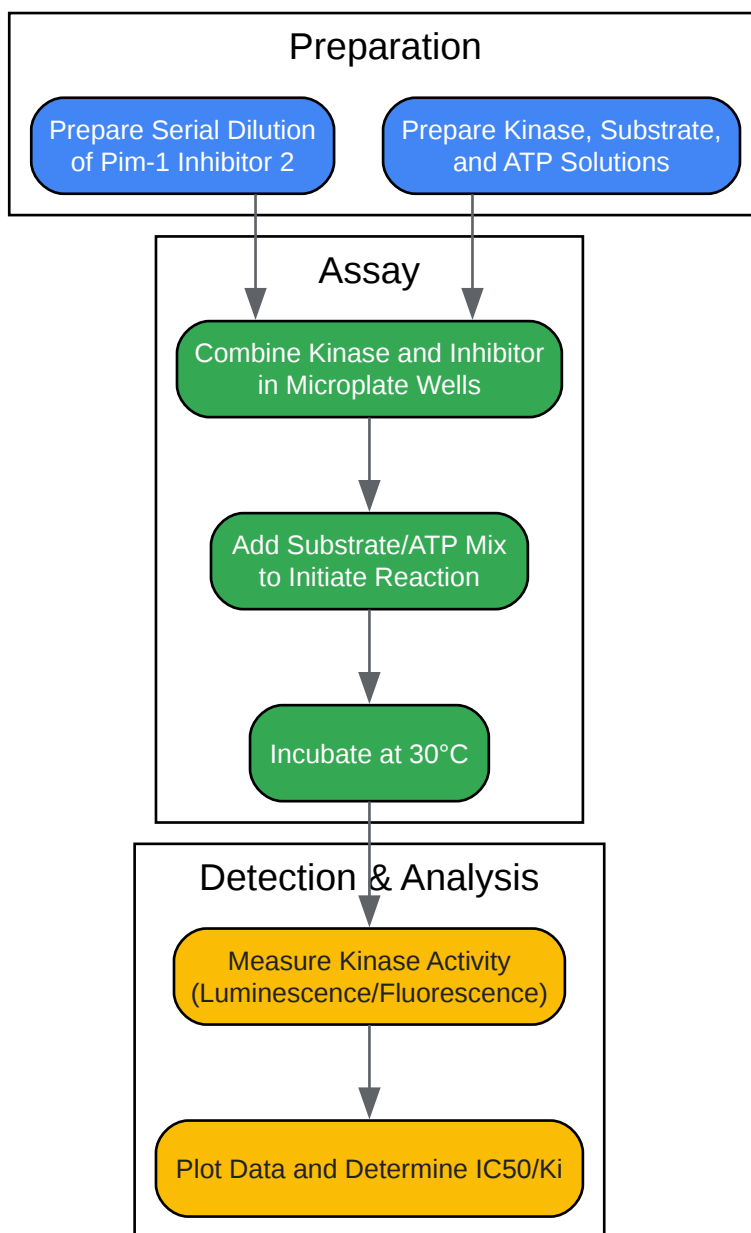 Preparation
Prepare Serial Dilution
of Pim-1 Inhibitor 2
Prepare Kinase, Substrate,
and ATP Solutions
Assay
Combine Kinase and Inhibitor
in Microplate Wells
Add Substrate/ATP Mix
to Initiate Reaction
Incubate at 30°C
Detection & Analysis
Measure Kinase Activity
(Luminescence/Fluorescence)
Plot Data and Determine IC50/Ki